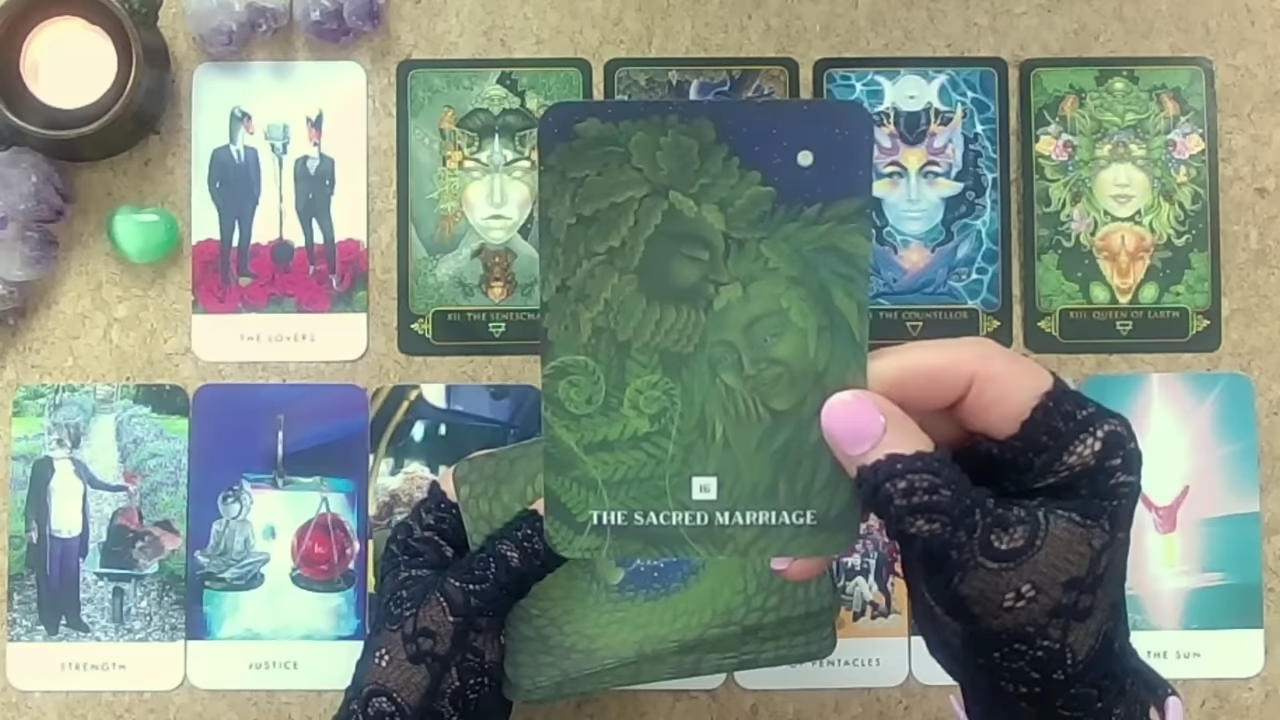 THE LOVERS
XII. THE SENESCHA
THE COUNSELLOR
XIII. QUEEN OF EARTH
16
THE SACRED MARRIAGE
STRENGTH
JUSTICE
OF PENTACLES
THE SUN